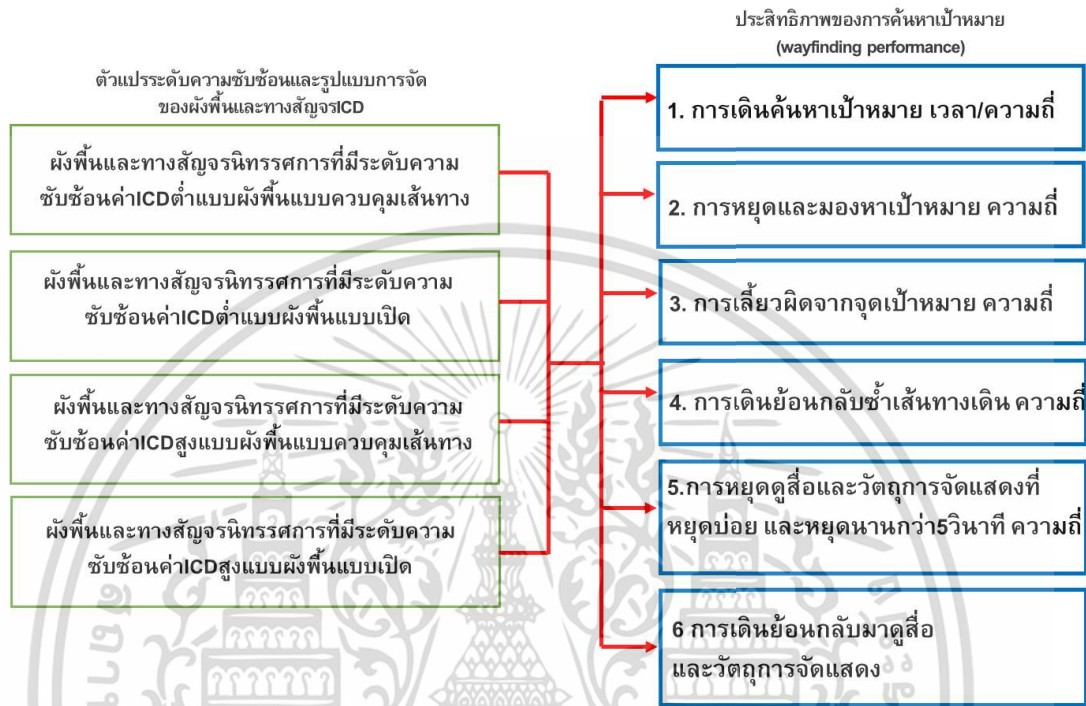 ตัวแปรระดับความซับซ้อนและรูปแบบการจัด
ของผังพื้นและทางสัญจรICD
ผังพื้นและทางสัญจรนิทรรศการที่มีระดับความ
ซับซ้อนค่าICDต่ำแบบผังพื้นแบบควบคุมเส้นทาง
ผังพื้นและทางสัญจรนิทรรศการที่มีระดับความ
ซับซ้อนค่าICDต่ำแบบผังพื้นแบบเปิด
ผังพื้นและทางสัญจรนิทรรศการที่มีระดับความ
ซับซ้อนค่าICDสูงแบบผังพื้นแบบควบคุมเส้นทาง
ผังพื้นและทางสัญจรนิทรรศการที่มีระดับความ
ซับซ้อนค่าICDสูงแบบผังพื้นแบบเปิด
ประสิทธิภาพของการค้นหาเป้าหมาย
(wayfinding performance)
1. การเดินค้นหาเป้าหมาย เวลา/ความถี่
2. การหยุดและมองหาเป้าหมาย ความถี่
3. การเลี้ยวผิดจากจุดเป้าหมาย ความถี่
4. การเดินย้อนกลับซ้ำเส้นทางเดิน ความถี่
5.การหยุดดูสื่อและวัตถุการจัดแสดงที่
หยุดบ่อย และหยุดนานกว่า5วินาที ความถี่
6 การเดินย้อนกลับมาดูสื่อ
และวัตถุการจัดแสดง